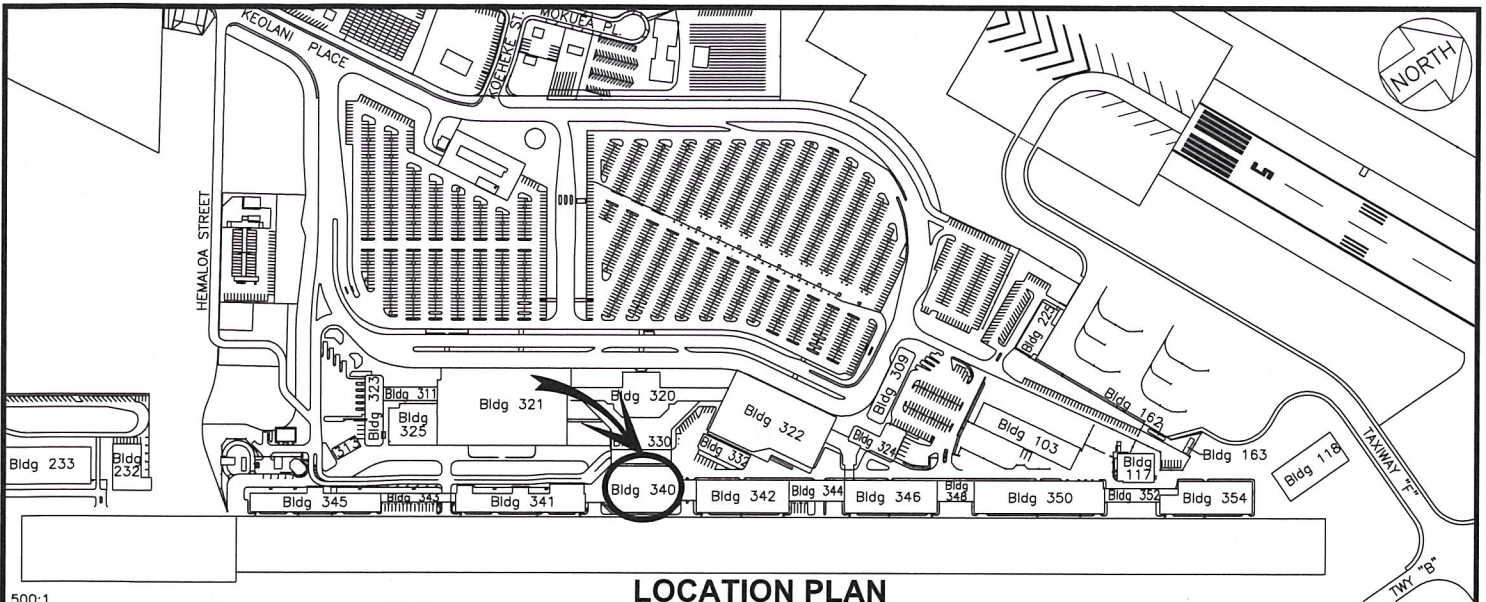 KEOLANI PLACE
KOEHEKE ST.
MOKUEA PL.
NORTH
5
HEMALOA STREET
Bldg 225
Bldg 309
Bldg 323
Bldg 311
Bldg 321
Bldg 320
Bldg 325
Bldg 322
Bldg 103
Bldg 162
TAXIWAY "F"
313
330
Bldg 332
Bldg 324
Bldg 163
Bldg 118
Bldg 233
Bldg 232
Bldg 117
Bldg 345
Bldg 343
Bldg 341
Bldg 340
Bldg 342
Bldg 344
Bldg 346
Bldg 348
Bldg 350
Bldg 352
Bldg 354
TWY "B"
500:1
LOCATION PLAN